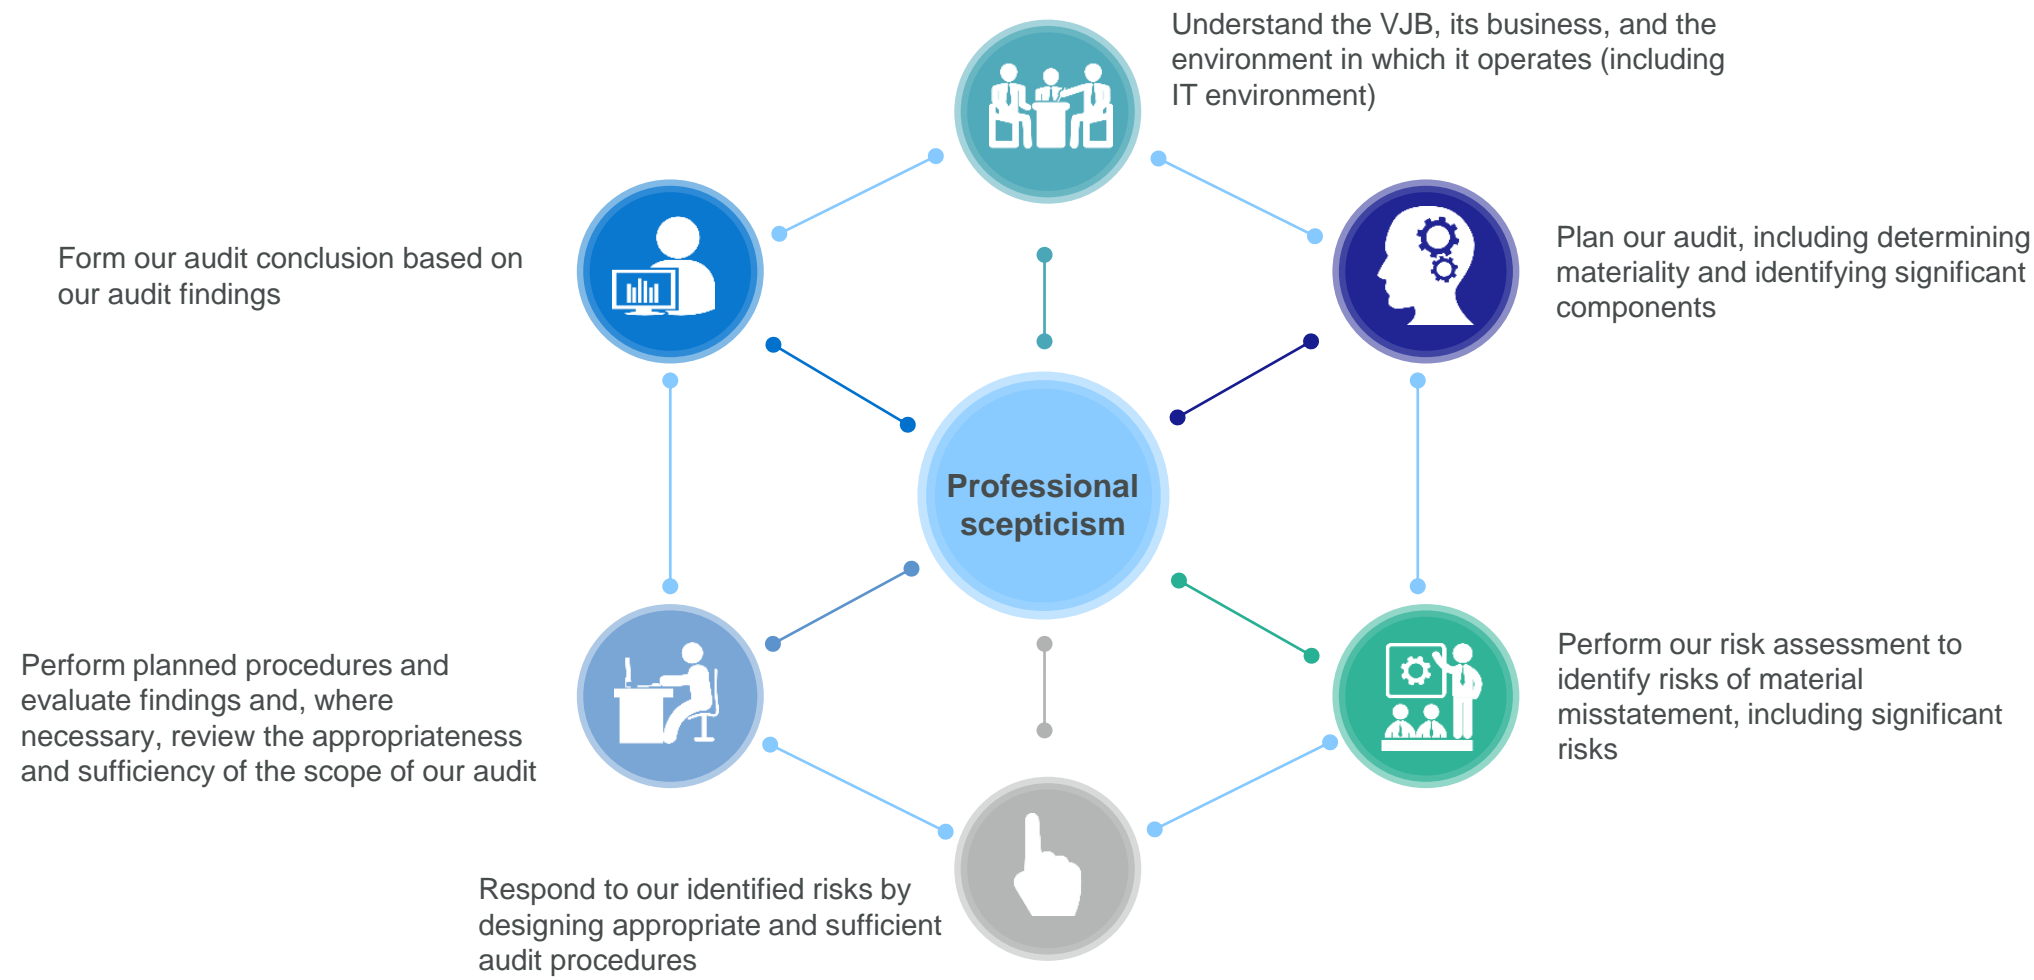 Understand the VJB, its business, and the
environment in which it operates (including
IT environment)
Plan our audit, including determining
materiality and identifying significant
components
Form our audit conclusion based on
our audit findings
Professional
scepticism
Perform our risk assessment to
identify risks of material
misstatement, including significant
risks
Perform planned procedures and
evaluate findings and, where
necessary, review the appropriateness
and sufficiency of the scope of our audit
Respond to our identified risks by
designing appropriate and sufficient
audit procedures